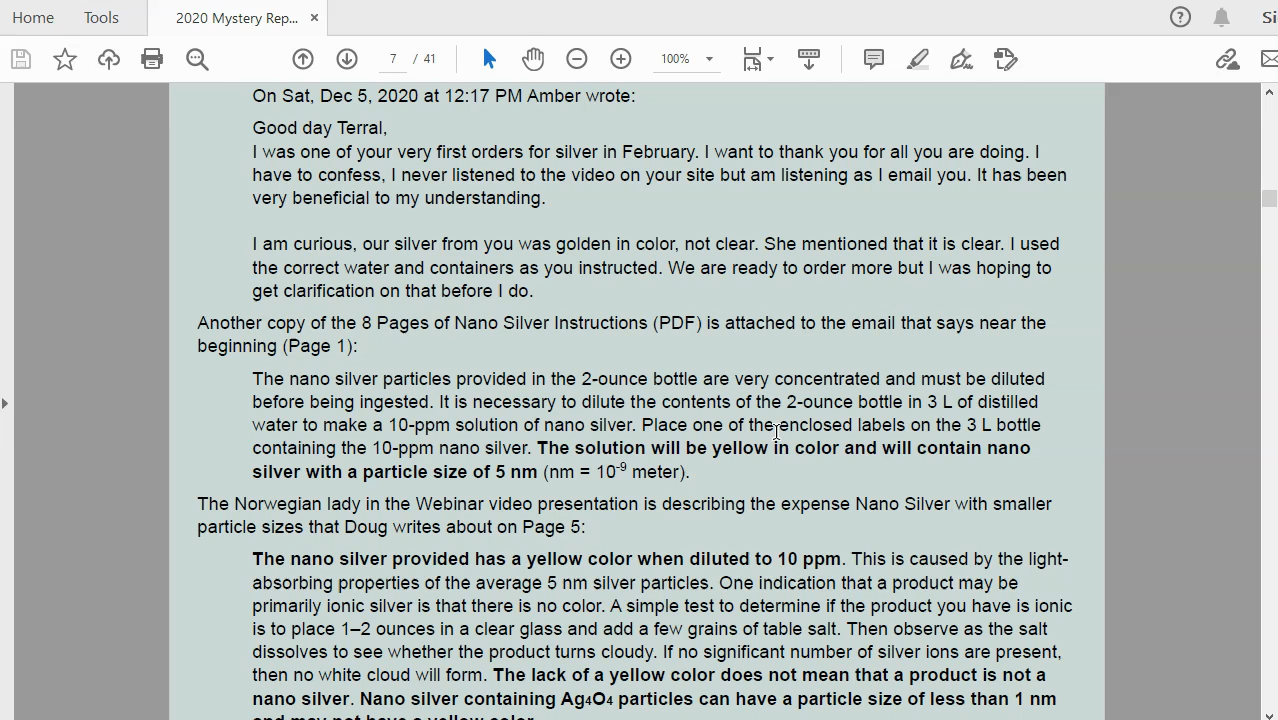 Home Tools 2020 Mystery Rep... ×
7 / 41 100%
On Sat, Dec 5, 2020 at 12:17 PM Amber wrote:
Good day Terral,
I was one of your very first orders for silver in February. I want to thank you for all you are doing. I
have to confess, I never listened to the video on your site but am listening as I email you. It has been
very beneficial to my understanding.
I am curious, our silver from you was golden in color, not clear. She mentioned that it is clear. I used
the correct water and containers as you instructed. We are ready to order more but I was hoping to
get clarification on that before I do.
Another copy of the 8 Pages of Nano Silver Instructions (PDF) is attached to the email that says near the
beginning (Page 1):
The nano silver particles provided in the 2-ounce bottle are very concentrated and must be diluted
before being ingested. It is necessary to dilute the contents of the 2-ounce bottle in 3 L of distilled
water to make a 10-ppm solution of nano silver. Place one of the enclosed labels on the 3 L bottle
containing the 10-ppm nano silver. The solution will be yellow in color and will contain nano
silver with a particle size of 5 nm (nm = 10⁻⁹ meter).
The Norwegian lady in the Webinar video presentation is describing the expense Nano Silver with smaller
particle sizes that Doug writes about on Page 5:
The nano silver provided has a yellow color when diluted to 10 ppm. This is caused by the light-
absorbing properties of the average 5 nm silver particles. One indication that a product may be
primarily ionic silver is that there is no color. A simple test to determine if the product you have is ionic
is to place 1–2 ounces in a clear glass and add a few grains of table salt. Then observe as the salt
dissolves to see whether the product turns cloudy. If no significant number of silver ions are present,
then no white cloud will form. The lack of a yellow color does not mean that a product is not a
nano silver. Nano silver containing Ag₄O₄ particles can have a particle size of less than 1 nm
and may not have a yellow color.